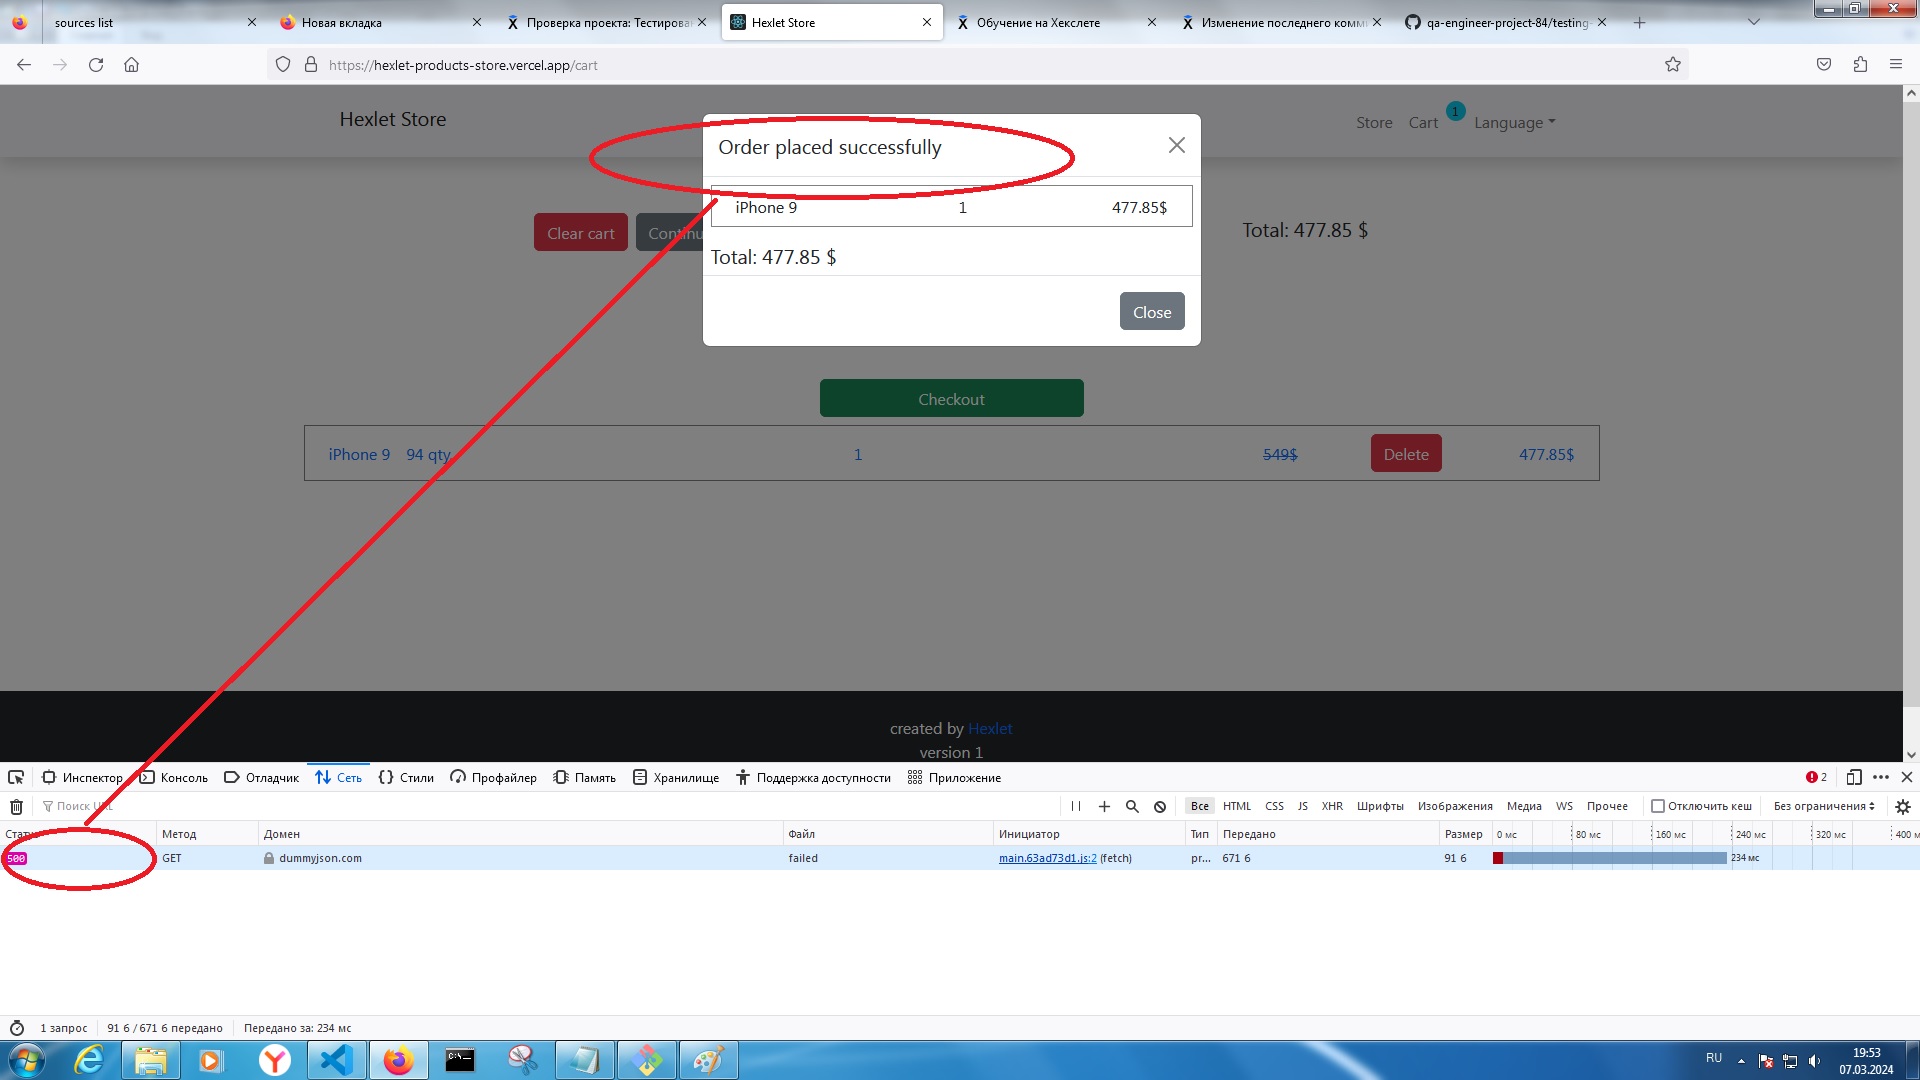 sources list
Новая вкладка
Проверка проекта: Тестирован
Hexlet Store
Обучение на Хекслете
Изменение последнего комми
qa-engineer-project-84/testing-
https://hexlet-products-store.vercel.app/cart
Hexlet Store
Store Cart 1 Language
Order placed successfully
iPhone 9 1 477.85$
Total: 477.85 $
Close
Clear cart
Continu
Total: 477.85 $
Checkout
iPhone 9 94 qty 1 549$ Delete 477.85$
created by Hexlet
version 1
Инспектор Консоль Отладчик Сеть Стили Профайлер Память Хранилище Поддержка доступности Приложение 2
Поиск URL
Все HTML CSS JS XHR Шрифты Изображения Медиа WS Прочее Отключить кеш Без ограничения
Метод Домен Файл Инициатор Тип Передано Размер 0 мс 80 мс 160 мс 240 мс 320 мс 400 м
500 GET dummyjson.com failed main.63ad73d1.js:2 (fetch) pr... 671 б 91 б 234 мс
1 запрос 91 б / 671 б передано Передано за: 234 мс
RU
19:53
07.03.2024